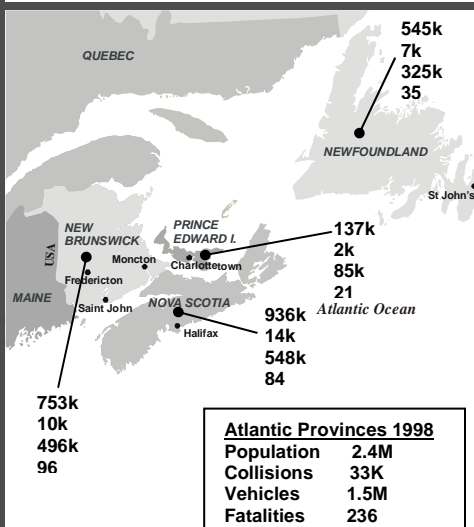 545k
7k
325k
35
QUEBEC
NEWFOUNDLAND
St John's
NEW
BRUNSWICK
PRINCE
EDWARD I.
137k
2k
85k
21
USA
Moncton
Charlottetown
Fredericton
MAINE
Saint John
NOVA SCOTIA
Halifax
Atlantic Ocean
936k
14k
548k
84
753k
10k
496k
96
Atlantic Provinces 1998
Population 2.4M
Collisions 33K
Vehicles 1.5M
Fatalities 236